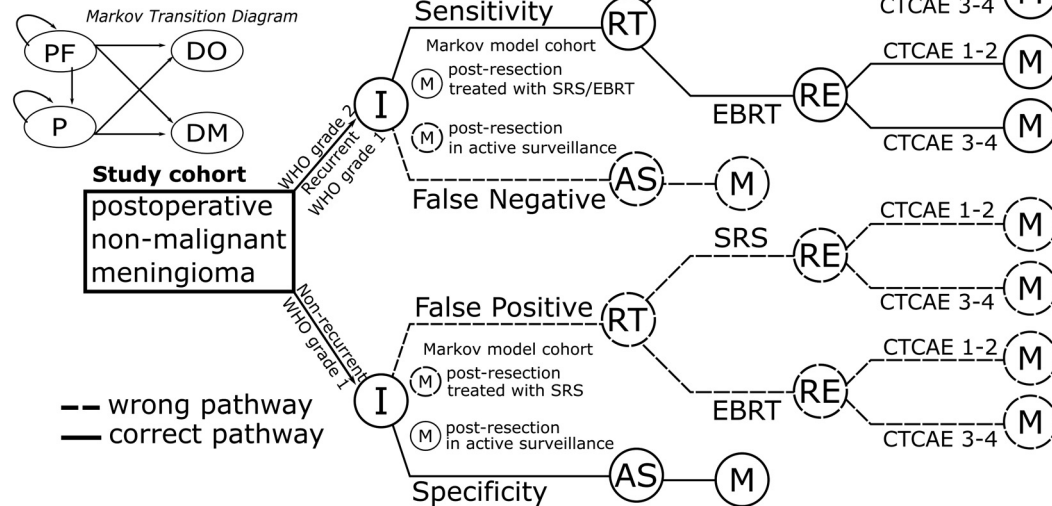 Markov Transition Diagram
PF
DO
P
DM
Study cohort
postoperative
non-malignant
meningioma
WHO grade 2
Recurrent
WHO grade 1
Non-recurrent
WHO grade 1
wrong pathway
correct pathway
I
Sensitivity
Markov model cohort
M post-resection
treated with SRS/EBRT
M post-resection
in active surveillance
False Negative
RT
EBRT
RE
CTCAE 3-4
CTCAE 1-2
M
CTCAE 3-4
M
AS
M
I
False Positive
Markov model cohort
M post-resection
treated with SRS
M post-resection
in active surveillance
Specificity
RT
SRS
RE
CTCAE 1-2
M
CTCAE 3-4
M
EBRT
RE
CTCAE 1-2
M
CTCAE 3-4
M
AS
M